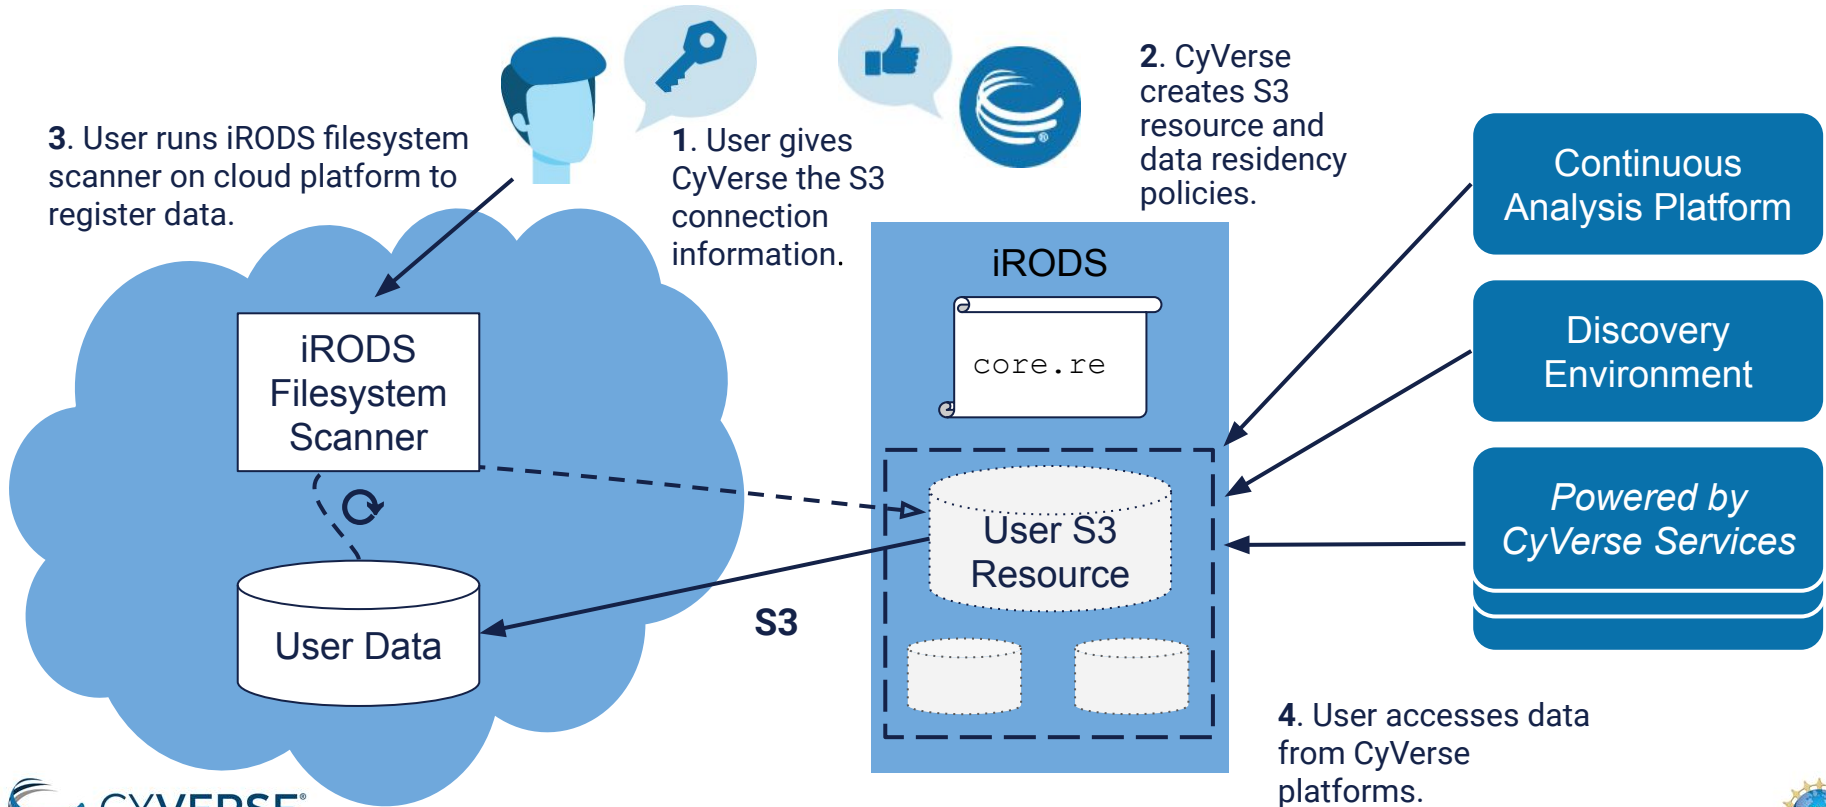 3. User runs iRODS filesystem
scanner on cloud platform to
register data.
1. User gives
CyVerse the S3
connection
information.
2. CyVerse
creates S3
resource and
data residency
policies.
iRODS
core.re
iRODS
Filesystem
Scanner
User Data
S3
User S3
Resource
Continuous
Analysis Platform
Discovery
Environment
Powered by
CyVerse Services
4. User accesses data
from CyVerse
platforms.
CYVERSE®